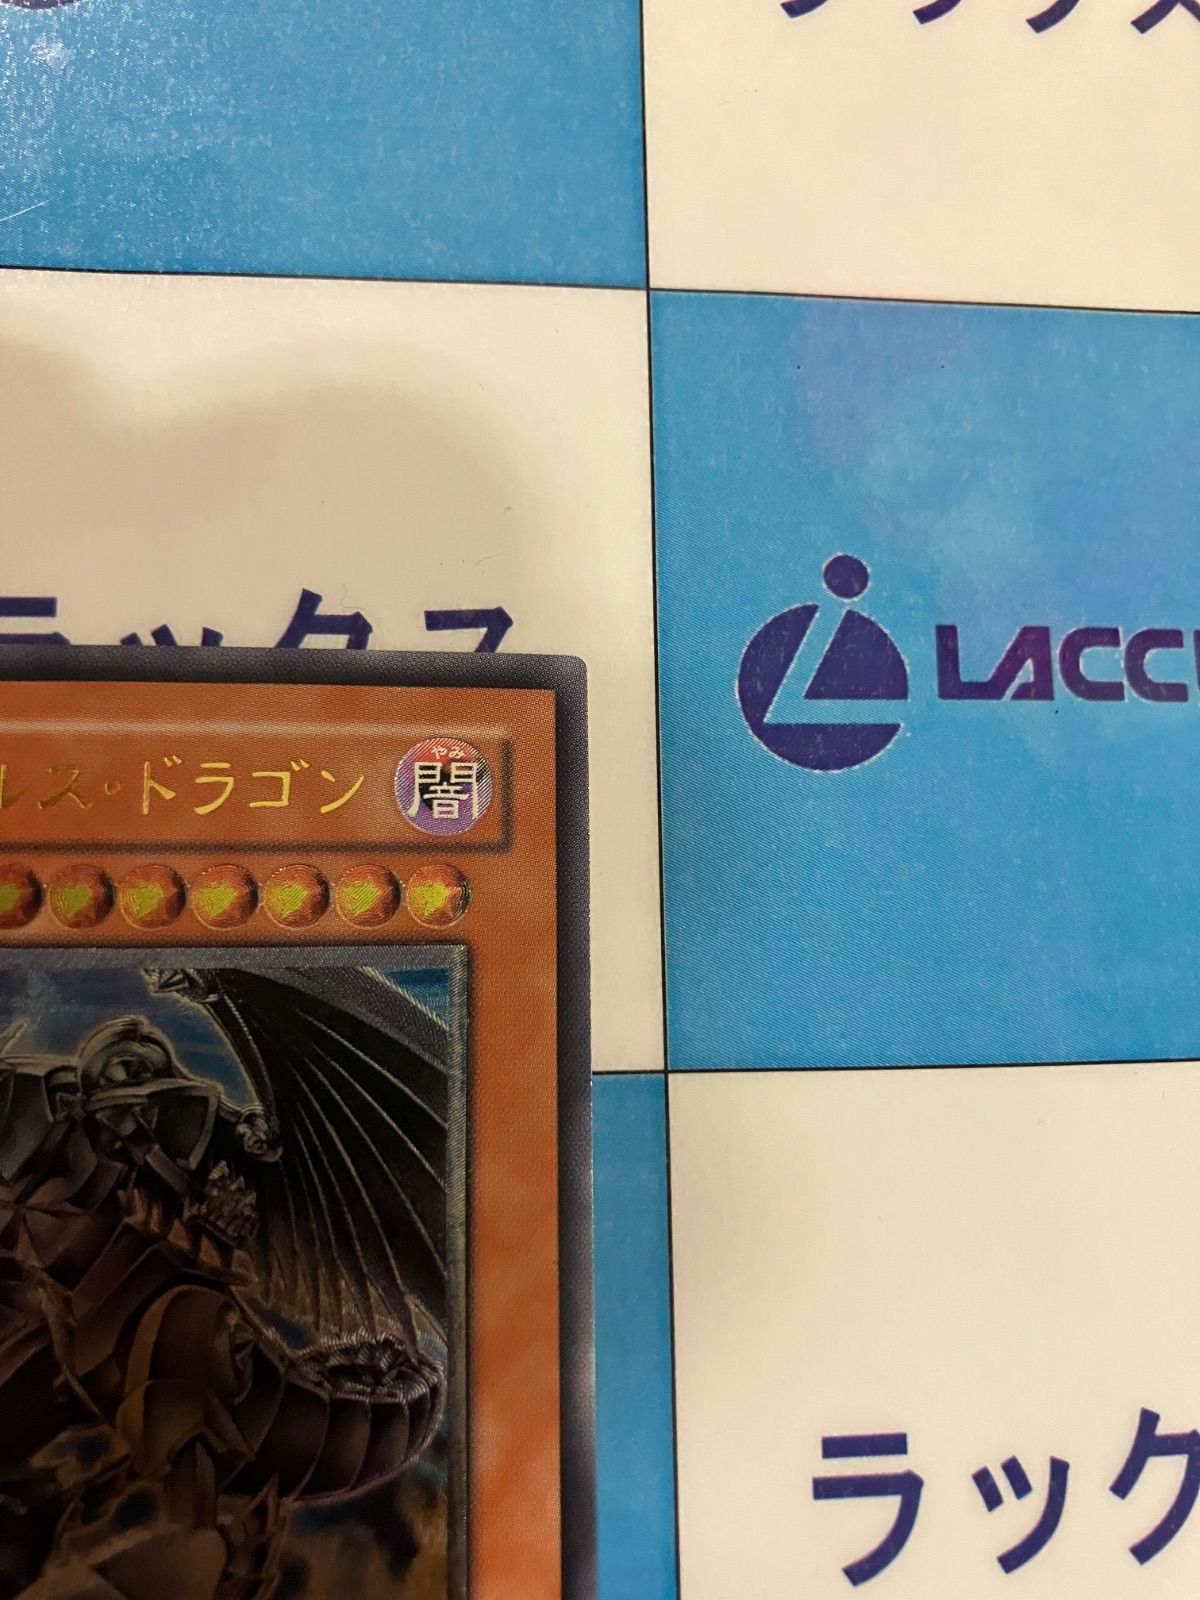 ラックス
LACC
ルス・ドラゴン
やみ
闇
ラック